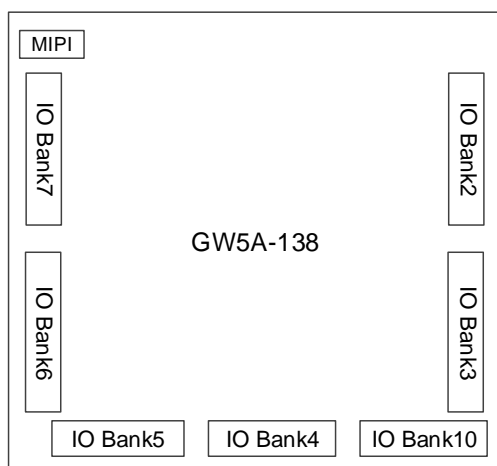 MIPI
IO Bank7
IO Bank2
GW5A-138
IO Bank6
IO Bank3
IO Bank5
IO Bank4
IO Bank10